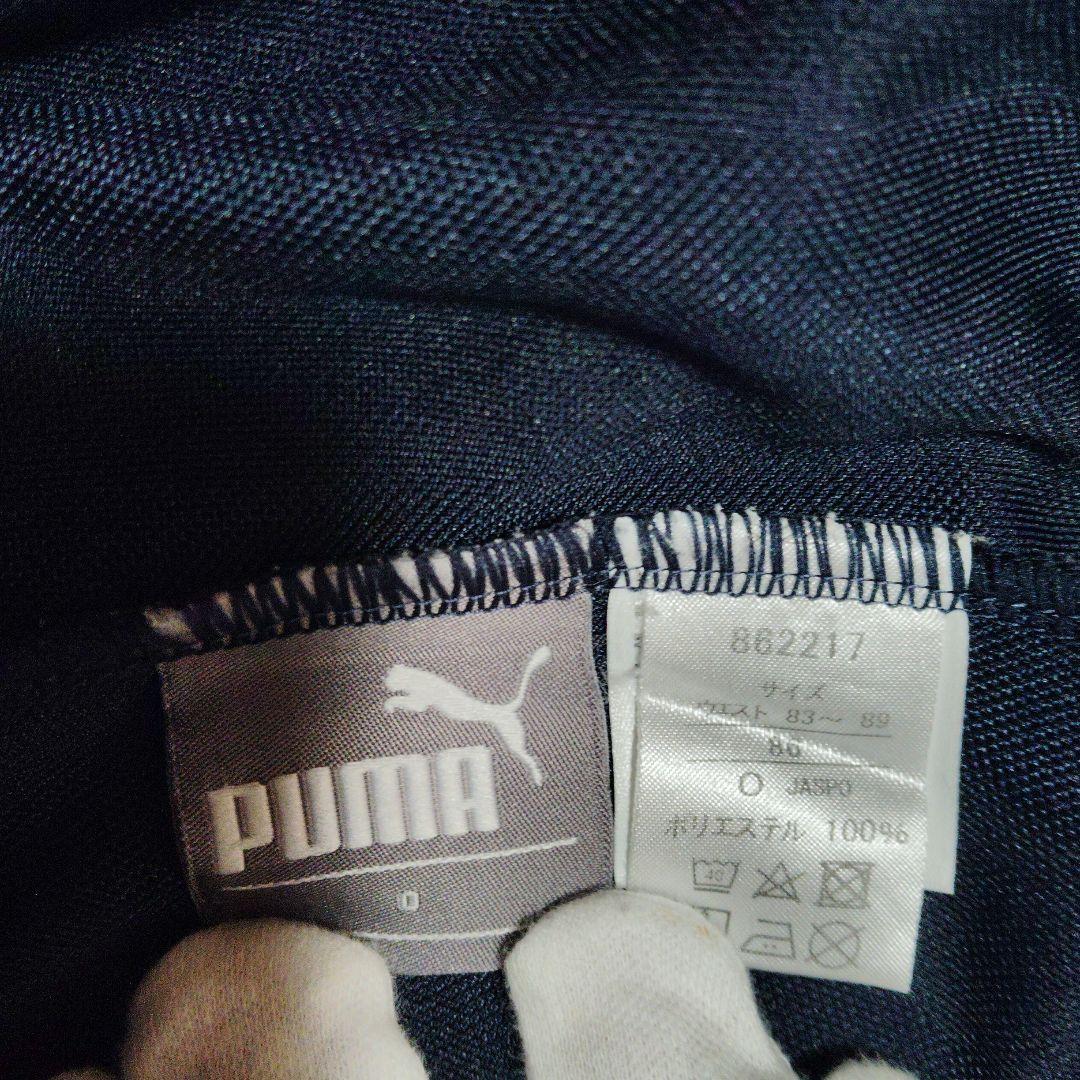 PUMA
O
862217
サイズ
ウエスト 83〜 89
86
O JASPO
ポリエステル 100%
40